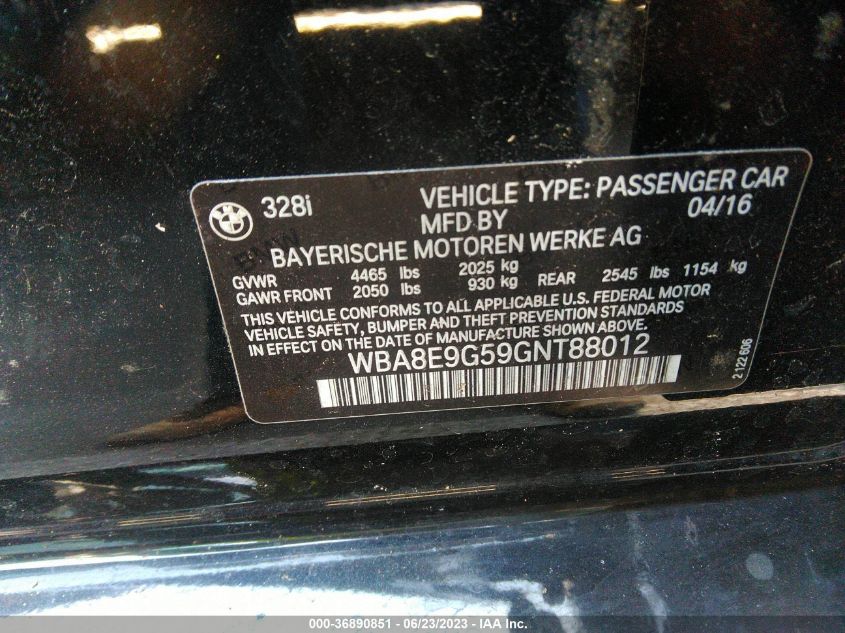 328i VEHICLE TYPE: PASSENGER CAR
MFD BY 04/16
BAYERISCHE MOTOREN WERKE AG
GVWR 4465 lbs 2025 kg
GAWR FRONT 2050 lbs 930 kg REAR 2545 lbs 1154 kg
THIS VEHICLE CONFORMS TO ALL APPLICABLE U.S. FEDERAL MOTOR
VEHICLE SAFETY, BUMPER AND THEFT PREVENTION STANDARDS
IN EFFECT ON THE DATE OF MANUFACTURE SHOWN ABOVE.
WBA8E9G59GNT88012
2 122 606
000-36890851 / 06/23/2023 - IAA Inc.